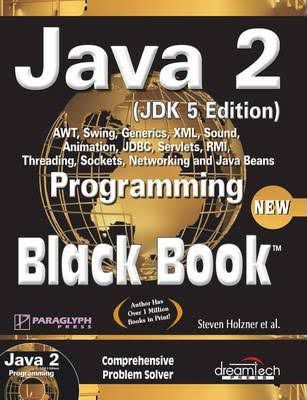 Java 2
(JDK 5 Edition)
AWT, Swing, Generics, XML, Sound,
Animation, JDBC, Servlets, RMI,
Threading, Sockets, Networking and Java Beans
Programming
NEW
Black Book™
Author Has
Over 1 Million
Books in Print!
PARAGLYPH
PRESS
Steven Holzner et al.
Java 2
Programming
Comprehensive
Problem Solver
dreamtech
PRESS